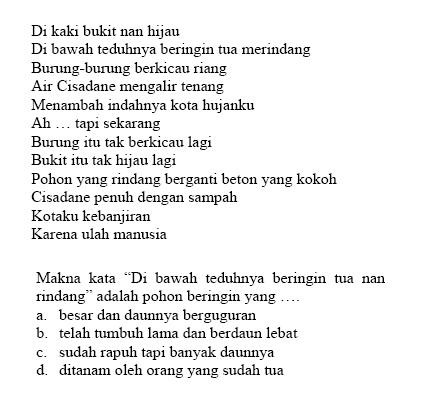 Di kaki bukit nan hijau
Di bawah teduhnya beringin tua merindang
Burung-burung berkicau riang
Air Cisadane mengalir tenang
Menambah indahnya kota hujanku
Ah … tapi sekarang
Burung itu tak berkicau lagi
Bukit itu tak hijau lagi
Pohon yang rindang berganti beton yang kokoh
Cisadane penuh dengan sampah
Kotaku kebanjiran
Karena ulah manusia
Makna kata “Di bawah teduhnya beringin tua nan
rindang” adalah pohon beringin yang ….
a. besar dan daunnya berguguran
b. telah tumbuh lama dan berdaun lebat
c. sudah rapuh tapi banyak daunnya
d. ditanam oleh orang yang sudah tua